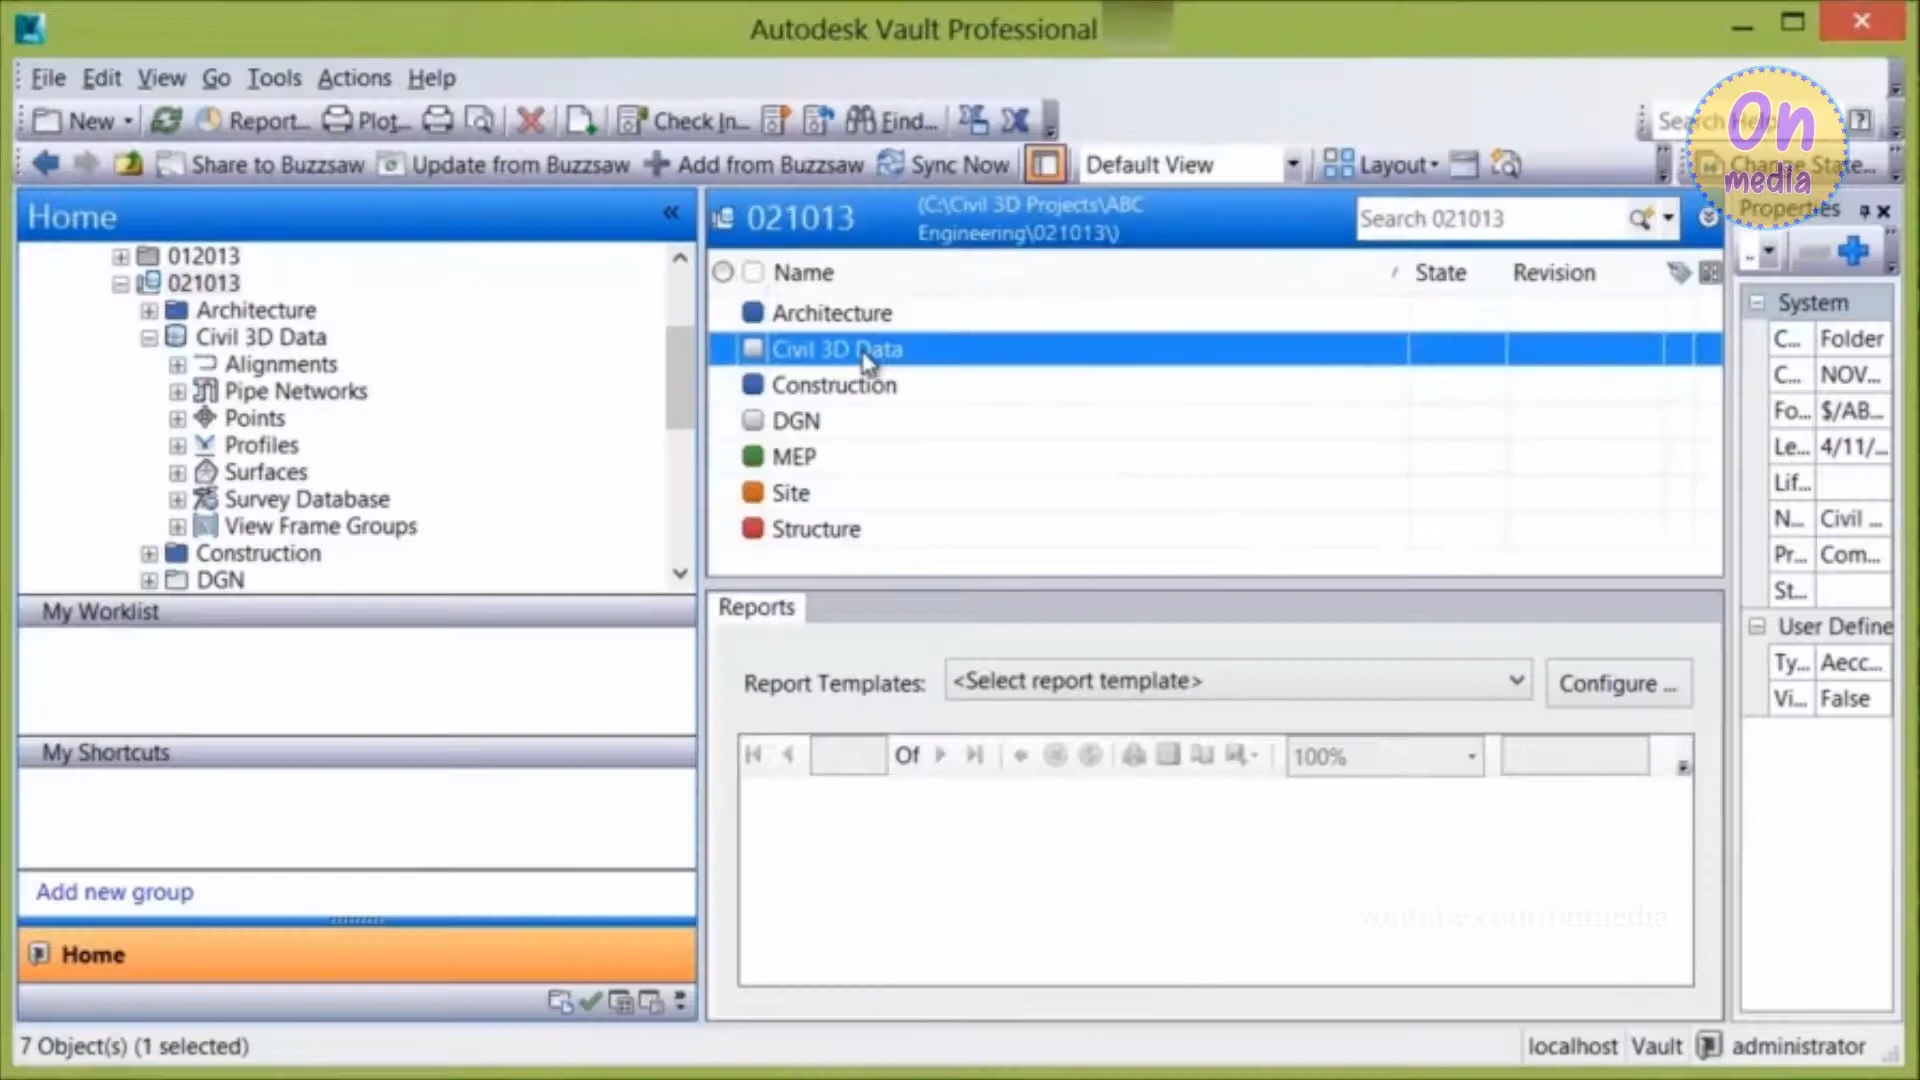 Autodesk Vault Professional
File Edit View Go Tools Actions Help
New Report... Plot... Check In... Find... Search Help
Share to Buzzsaw Update from Buzzsaw Add from Buzzsaw Sync Now Default View Layout Change State...
On
media
Home
012013
021013
Architecture
Civil 3D Data
Alignments
Pipe Networks
Points
Profiles
Surfaces
Survey Database
View Frame Groups
Construction
DGN
My Worklist
My Shortcuts
Add new group
Home
021013 (C:\Civil 3D Projects\ABC
Engineering\021013\)
Search 021013
Name State Revision
Architecture
Civil 3D Data
Construction
DGN
MEP
Site
Structure
Reports
Report Templates: <Select report template> Configure ...
Of 100%
youtube.com/onmedia
Properties
System
C... Folder
C... NOV...
Fo... $/AB...
Le... 4/11/...
Lif...
N... Civil ...
Pr... Com...
St...
User Define
Ty... Aecc...
Vi... False
7 Object(s) (1 selected)
localhost Vault administrator